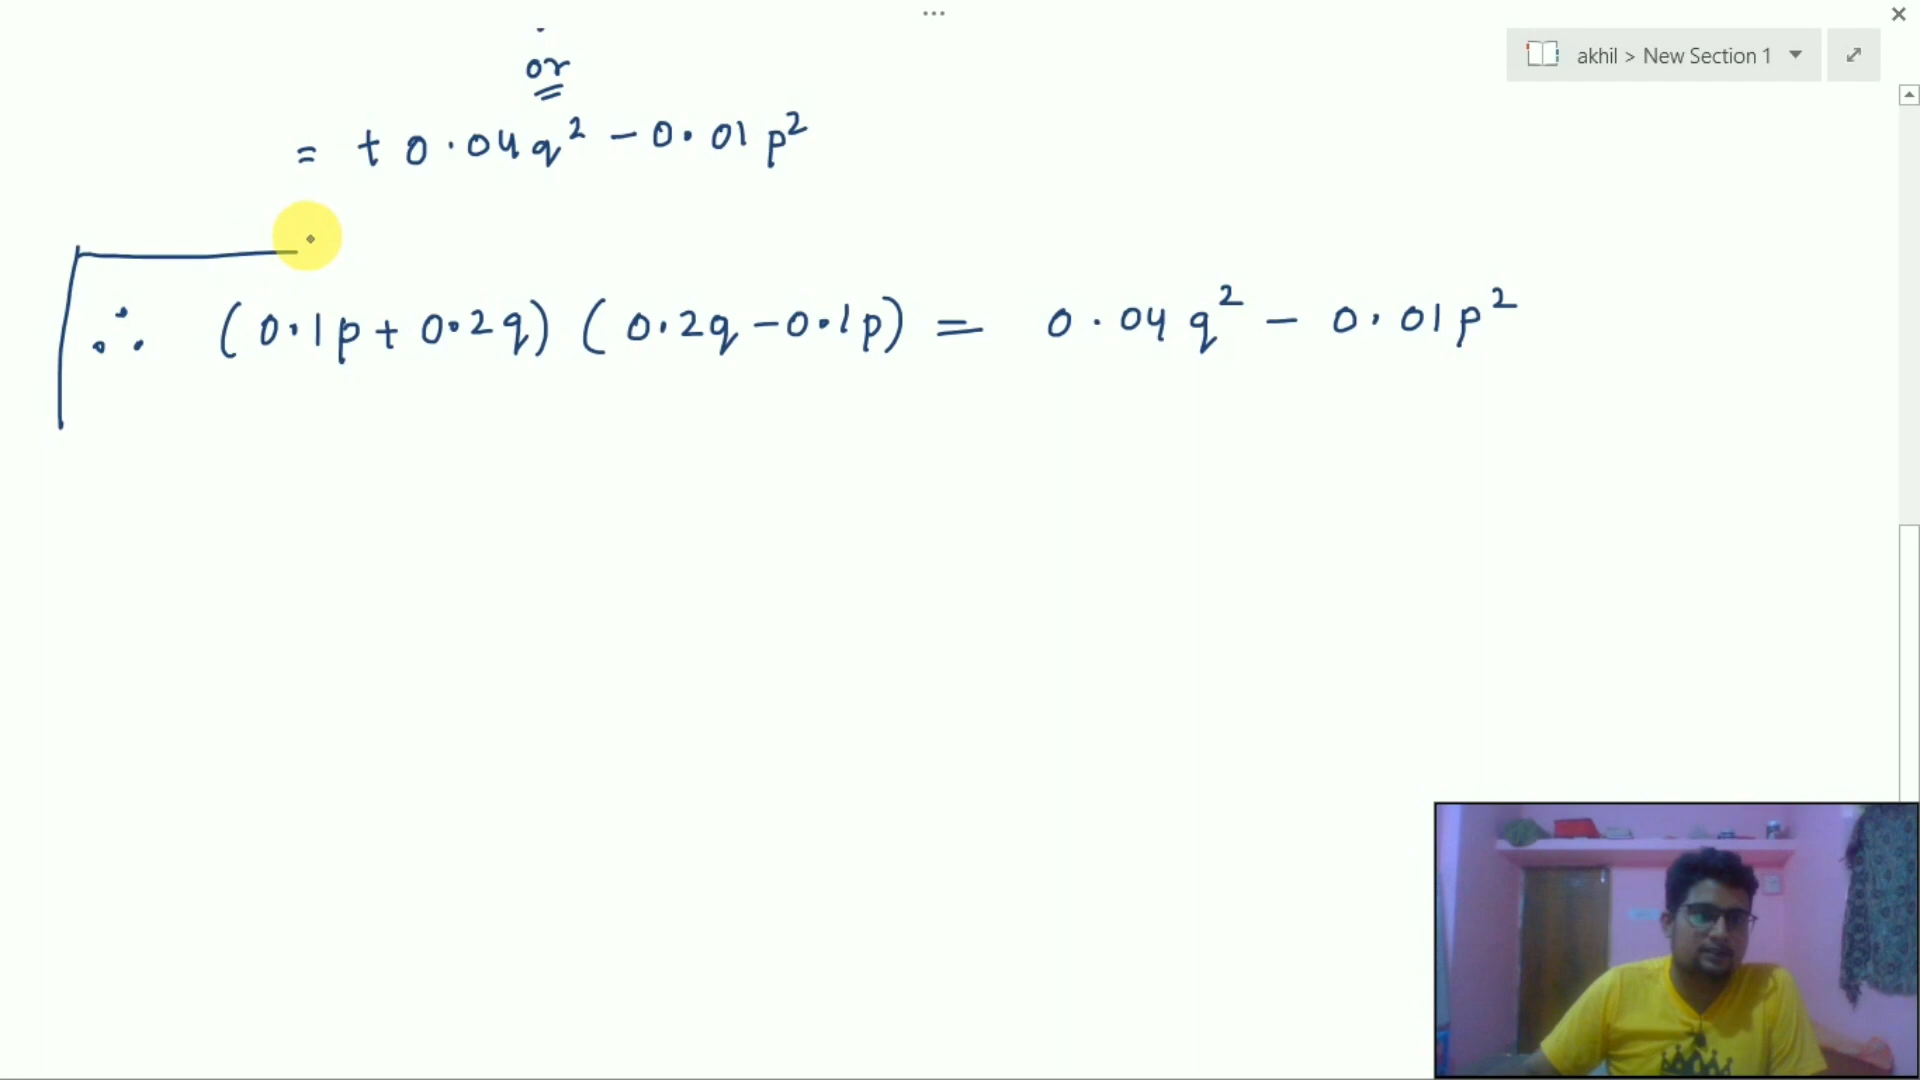 akhil > New Section 1
or
= + 0.04q² - 0.01p²
∴ (0.1p + 0.2q) (0.2q - 0.1p) = 0.04q² - 0.01p²